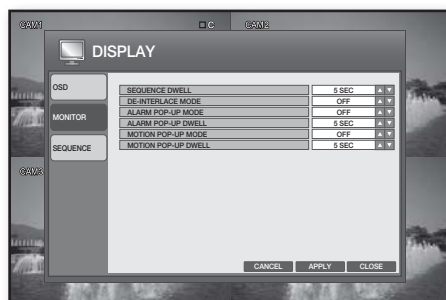 CAM1
C
CAM2
DISPLAY
OSD
MONITOR
SEQUENCE
SEQUENCE DWELL 5 SEC
DE-INTERLACE MODE OFF
ALARM POP-UP MODE OFF
ALARM POP-UP DWELL 5 SEC
MOTION POP-UP MODE OFF
MOTION POP-UP DWELL 5 SEC
CAM3
CANCEL APPLY CLOSE